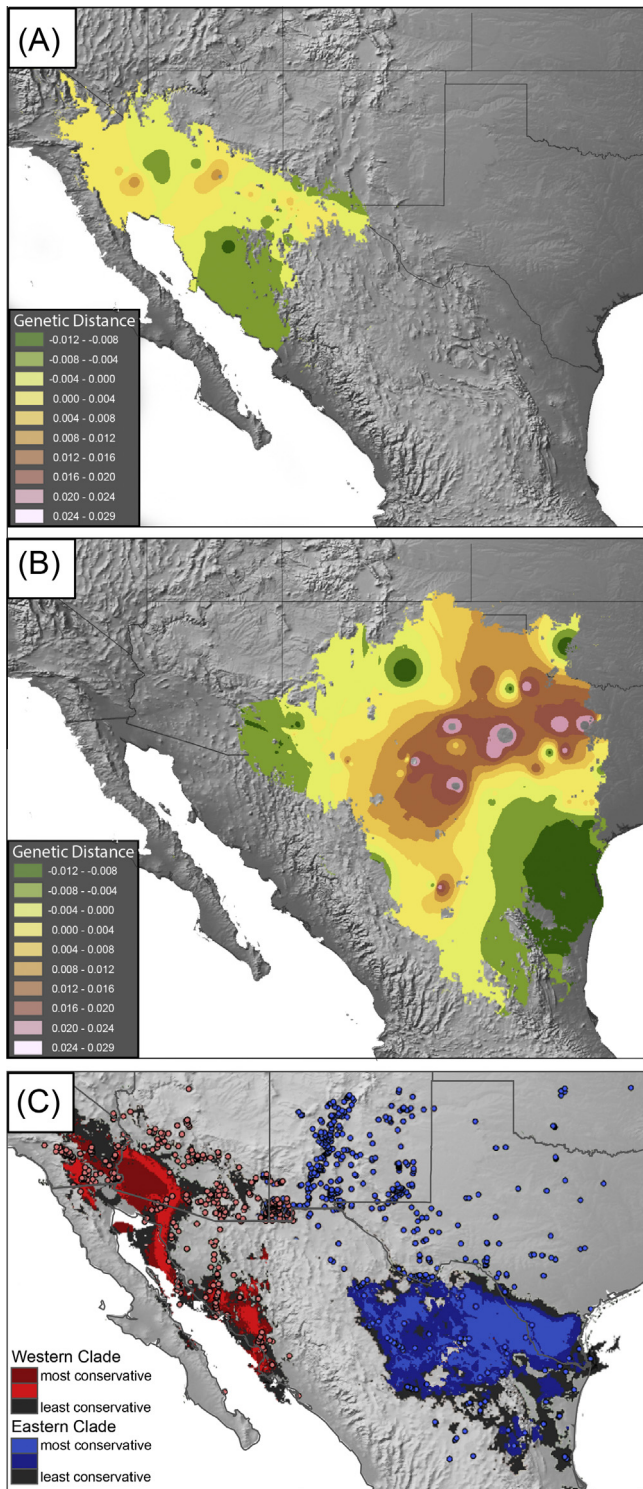 (A)
Genetic Distance
-0.012 - -0.008
-0.008 - -0.004
-0.004 - 0.000
0.000 - 0.004
0.004 - 0.008
0.008 - 0.012
0.012 - 0.016
0.016 - 0.020
0.020 - 0.024
0.024 - 0.029
(B)
Genetic Distance
-0.012 - -0.008
-0.008 - -0.004
-0.004 - 0.000
0.000 - 0.004
0.004 - 0.008
0.008 - 0.012
0.012 - 0.016
0.016 - 0.020
0.020 - 0.024
0.024 - 0.029
(C)
Western Clade
most conservative
least conservative
Eastern Clade
most conservative
least conservative